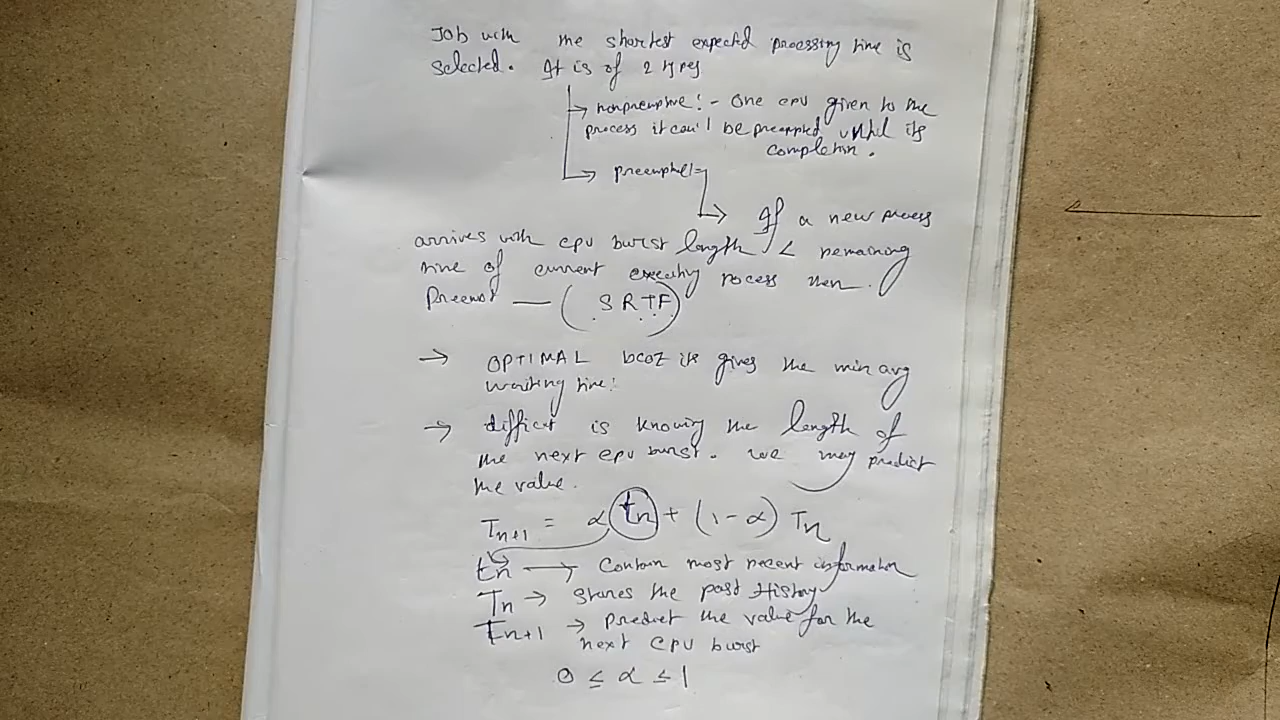 Job with the shortest expected processing time is
selected. It is of 2 types
→ nonpreemptive:- One cpu given to the
process it can't be preempted until its
completion.
→ preemptive:-
→ If a new process
arrives with cpu burst length < remaining
time of current executing process then
Preempt — (SRTF)
→ OPTIMAL bcoz its gives the min avg
waiting time!
→ difficut is knowing the length of
the next cpu burst. we may predict
the value.
Tn+1 = α tn + (1-α) Tn
tn → Contain most recent information
Tn → stores the past History
Tn+1 → predict the value for the
next CPU burst
0 ≤ α ≤ 1